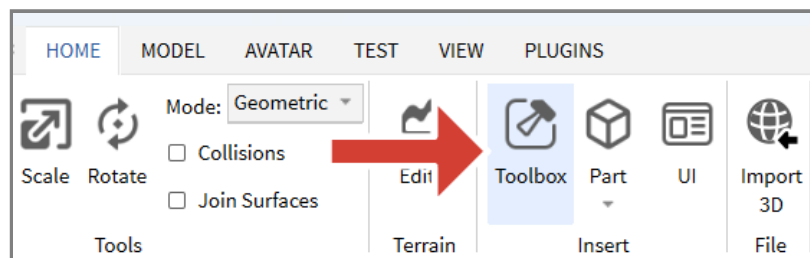 HOME MODEL AVATAR TEST VIEW PLUGINS
Mode: Geometric
Collisions
Join Surfaces
Scale Rotate Edit Toolbox Part UI Import
3D
Tools Terrain Insert File